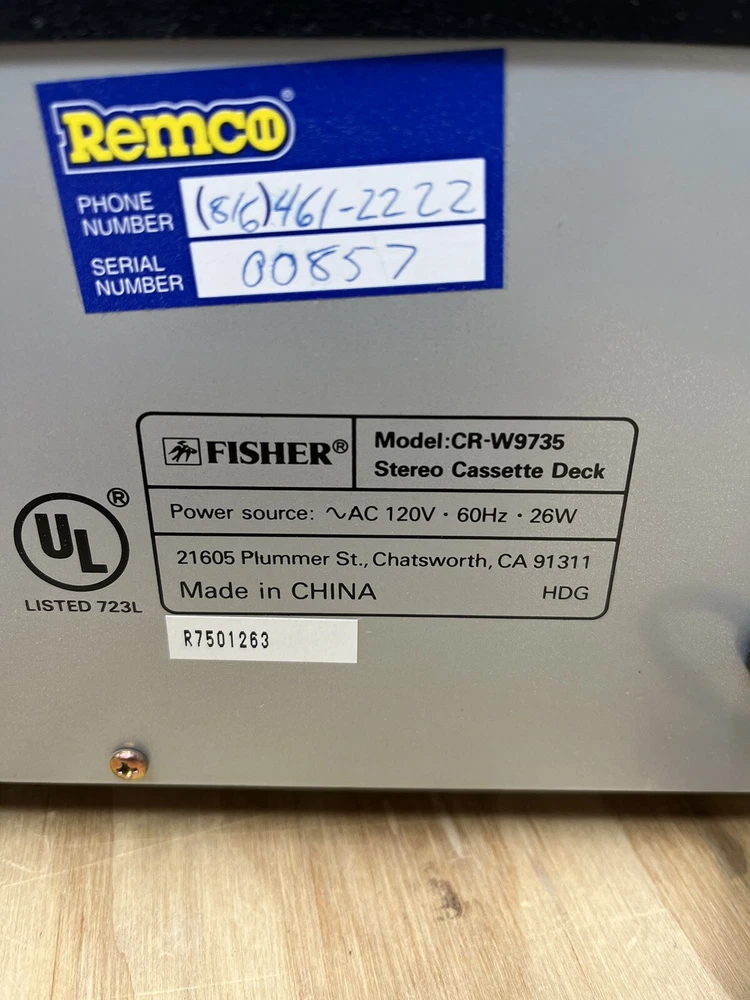 Remco®
PHONE NUMBER (816)461-2222
SERIAL NUMBER 00857
FISHER®
Model:CR-W9735
Stereo Cassette Deck
Power source: ∿AC 120V · 60Hz · 26W
21605 Plummer St., Chatsworth, CA 91311
Made in CHINA HDG
UL®
LISTED 723L
R7501263